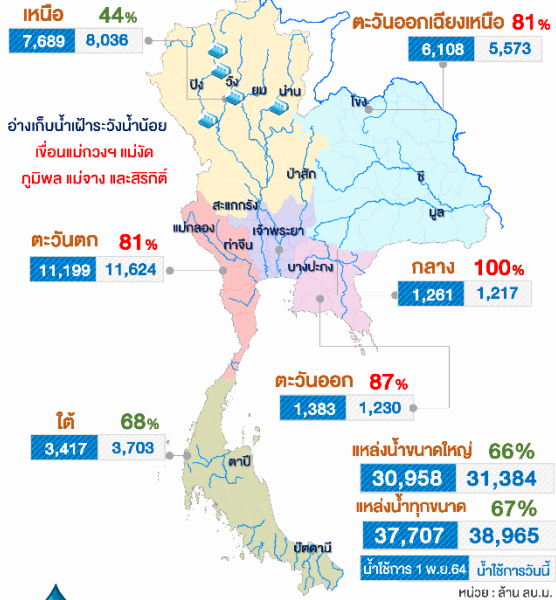 เหนือ 44%
7,689 8,036
ตะวันออกเฉียงเหนือ 81%
6,108 5,573
ปิง วัง ยม น่าน
โขง
อ่างเก็บน้ำเฝ้าระวังน้ำน้อย
เขื่อนแม่กวงฯ แม่งัด
ภูมิพล แม่จาง และสิริกิติ์
ป่าสัก
ชี
มูล
สะแกกรัง
แม่กลอง
ท่าจีน
เจ้าพระยา
บางปะกง
ตะวันตก 81%
11,199 11,624
กลาง 100%
1,261 1,217
ตะวันออก 87%
1,383 1,230
ใต้ 68%
3,417 3,703
ตาปี
ปัตตานี
แหล่งน้ำขนาดใหญ่ 66%
30,958 31,384
แหล่งน้ำทุกขนาด 67%
37,707 38,965
น้ำใช้การ 1 พ.ย.64 น้ำใช้การวันนี้
หน่วย : ล้าน ลบ.ม.